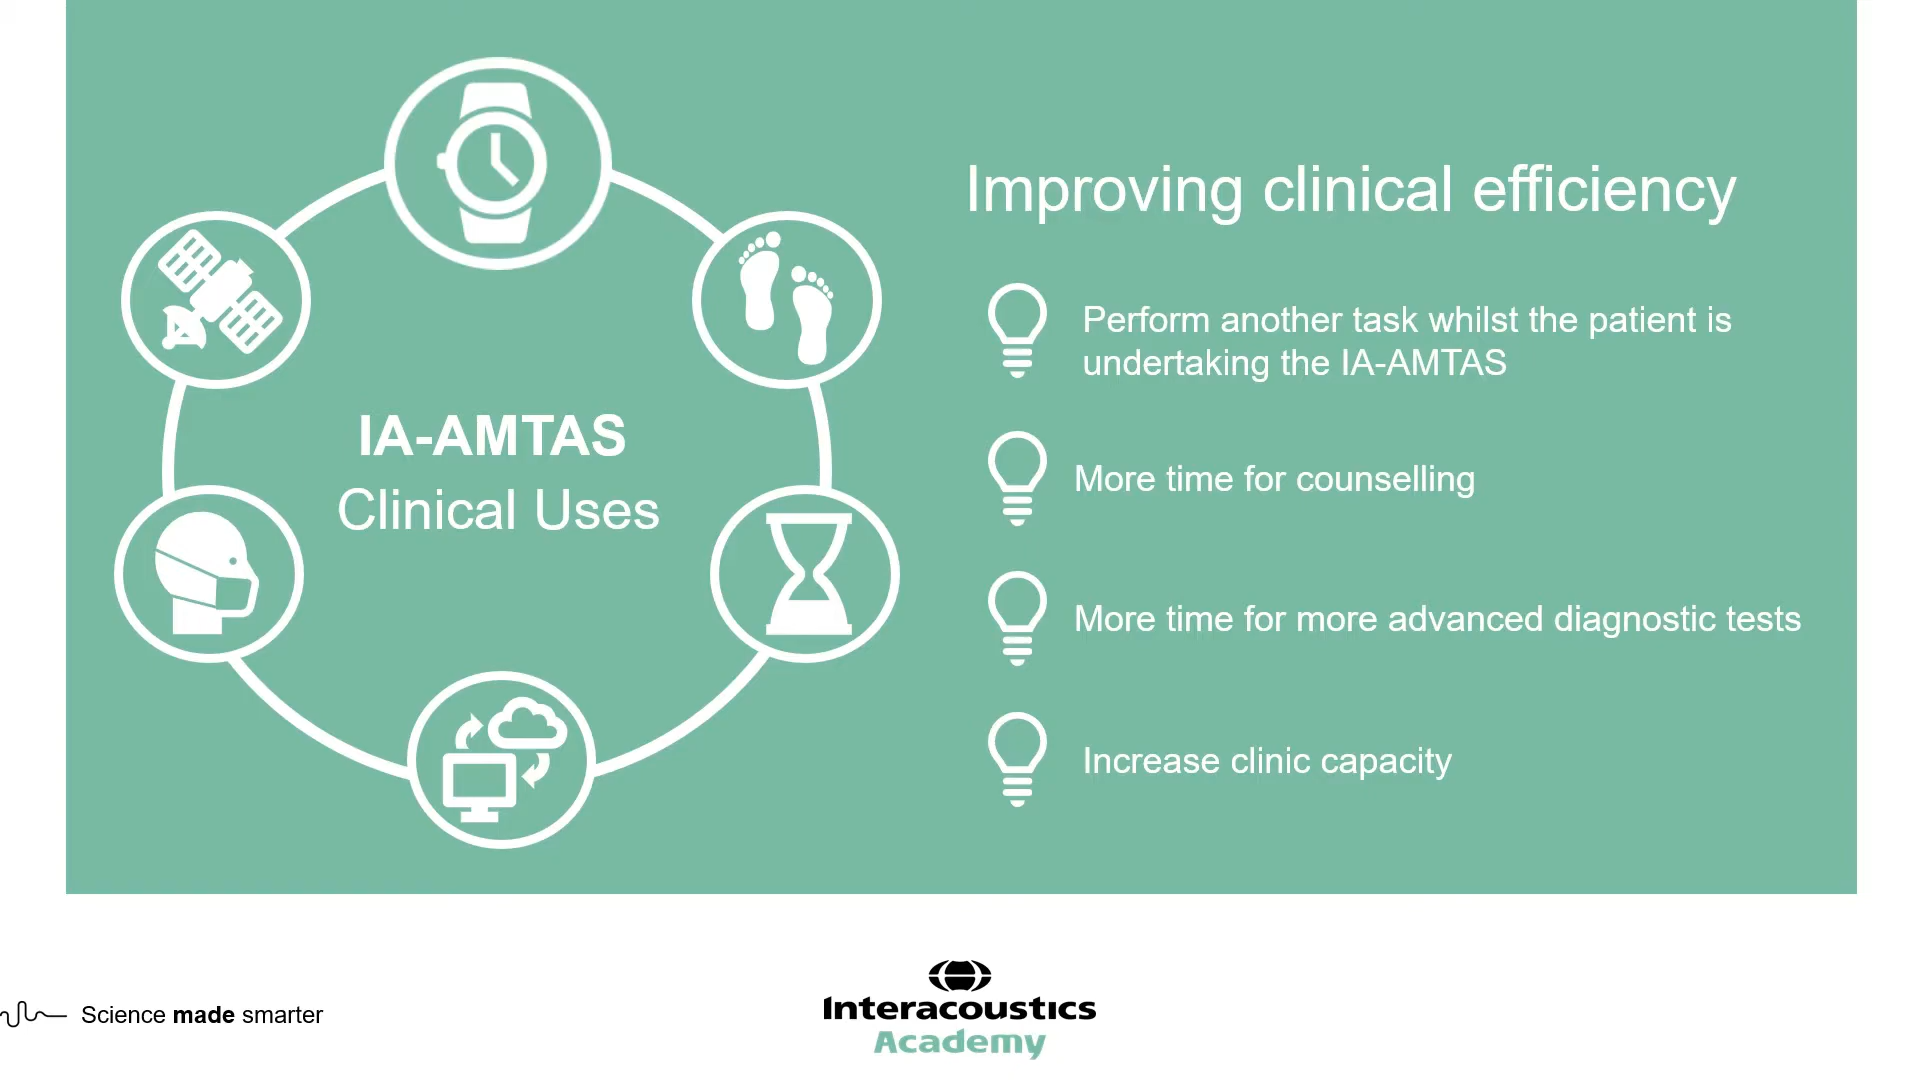 IA-AMTAS
Clinical Uses
Improving clinical efficiency
Perform another task whilst the patient is
undertaking the IA-AMTAS
More time for counselling
More time for more advanced diagnostic tests
Increase clinic capacity
Science made smarter
Interacoustics
Academy